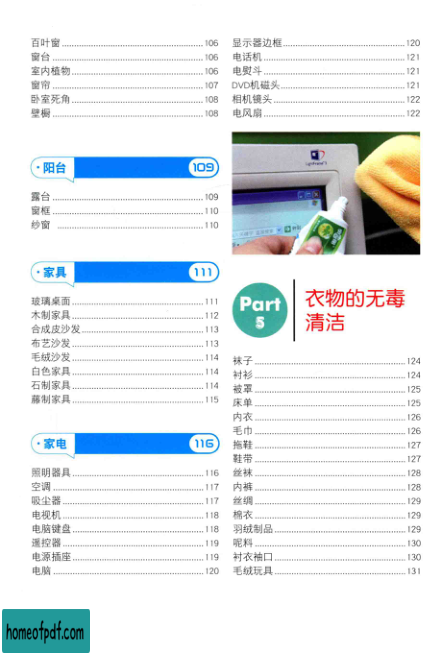 百叶窗 106
窗台 106
室内植物 106
窗帘 107
卧室死角 108
壁橱 108
·阳台 109
露台 109
窗框 110
纱窗 110
·家具 111
玻璃桌面 111
木制家具 112
合成皮沙发 113
布艺沙发 113
毛绒沙发 114
白色家具 114
石制家具 114
藤制家具 115
·家电 116
照明器具 116
空调 117
吸尘器 117
电视机 118
电脑键盘 118
遥控器 119
电源插座 119
电脑 120
显示器边框 120
电话机 121
电熨斗 121
DVD机磁头 121
相机镜头 122
电风扇 122
Part 5
衣物的无毒
清洁
袜子 124
衬衫 124
被罩 125
床单 125
内衣 126
毛巾 126
拖鞋 127
鞋带 127
丝袜 128
内裤 128
丝绸 129
棉衣 129
羽绒制品 129
呢料 130
衬衣袖口 130
毛绒玩具 131
homeofpdf.com